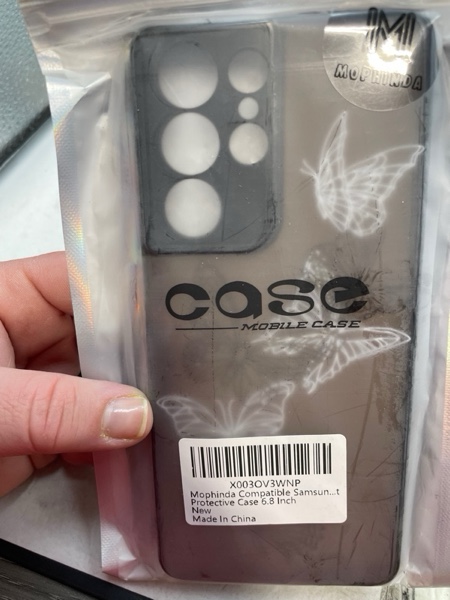 M
MOPHINDA
case
MOBILE CASE
X003OV3WNP
Mophinda Compatible Samsun...t
Protective Case 6.8 Inch
New
Made In China